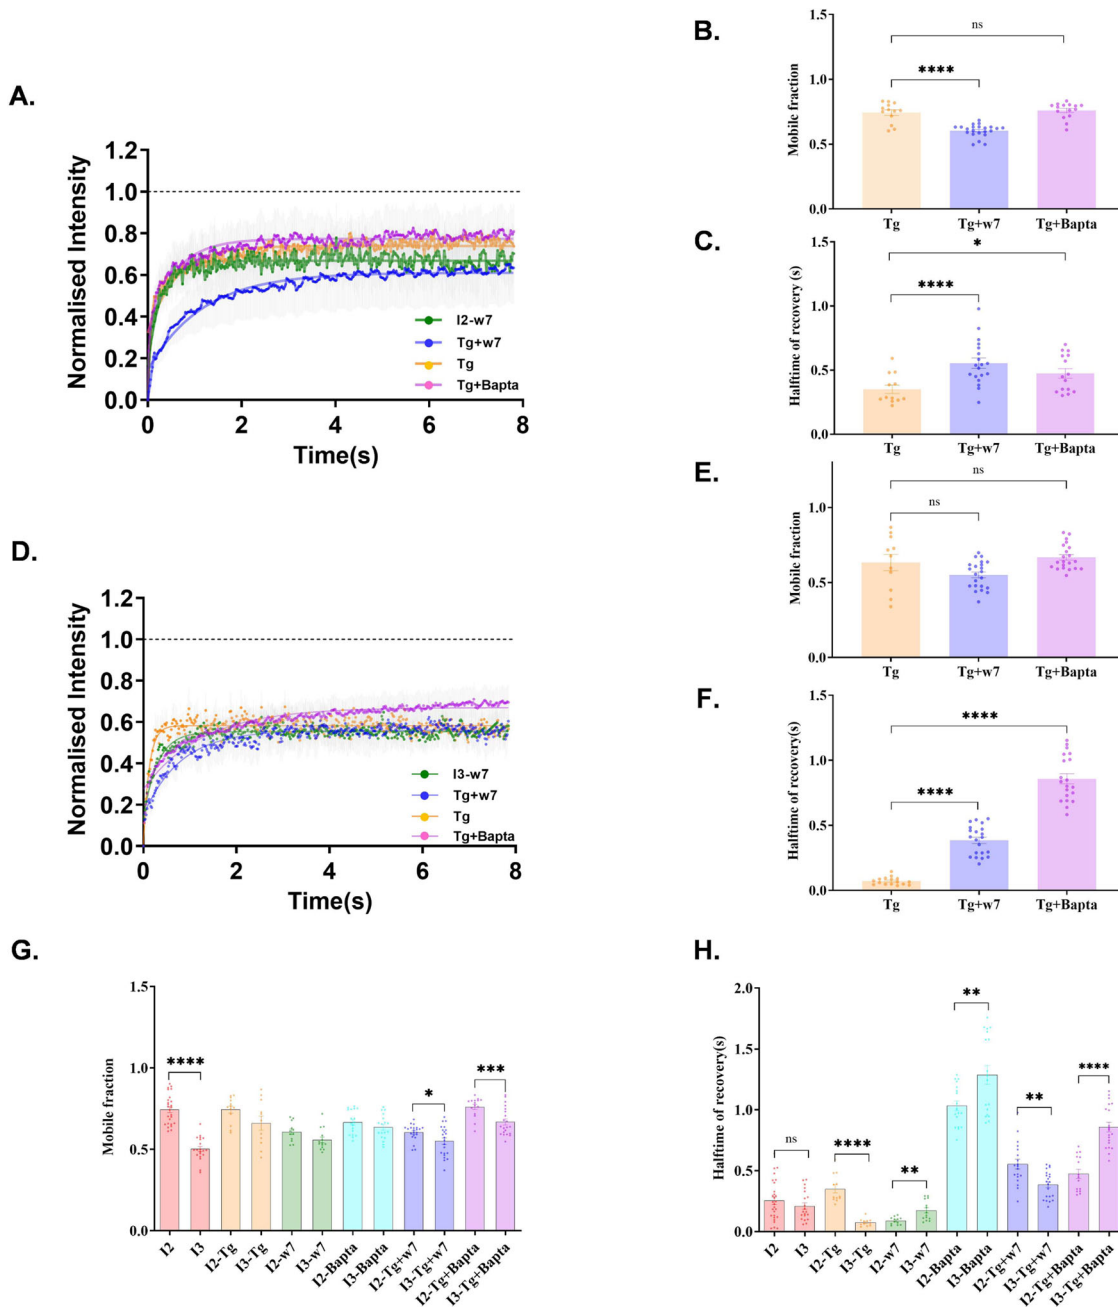 A.
Normalised Intensity
1.2
1.0
0.8
0.6
0.4
0.2
0.0
I2-w7
Tg+w7
Tg
Tg+Bapta
0 2 4 6 8
Time(s)
B.
Mobile fraction
1.0
0.5
0.0
ns
****
Tg Tg+w7 Tg+Bapta
C.
Halftime of recovery (s)
1.5
1.0
0.5
0.0
*
****
Tg Tg+w7 Tg+Bapta
D.
Normalised Intensity
1.2
1.0
0.8
0.6
0.4
0.2
0.0
I3-w7
Tg+w7
Tg
Tg+Bapta
0 2 4 6 8
Time(s)
E.
Mobile fraction
1.0
0.5
0.0
ns
ns
Tg Tg+w7 Tg+Bapta
F.
Halftime of recovery(s)
1.5
1.0
0.5
0.0
****
****
Tg Tg+w7 Tg+Bapta
G.
Mobile fraction
1.5
1.0
0.5
0.0
****
*
***
I2 I3 I2-Tg I3-Tg I2-w7 I3-w7 I2-Bapta I3-Bapta I2-Tg+w7 I3-Tg+w7 I2-Tg+Bapta I3-Tg+Bapta
H.
Halftime of recovery(s)
2.0
1.5
1.0
0.5
0.0
ns
****
**
**
**
****
I2 I3 I2-Tg I3-Tg I2-w7 I3-w7 I2-Bapta I3-Bapta I2-Tg+w7 I3-Tg+w7 I2-Tg+Bapta I3-Tg+Bapta